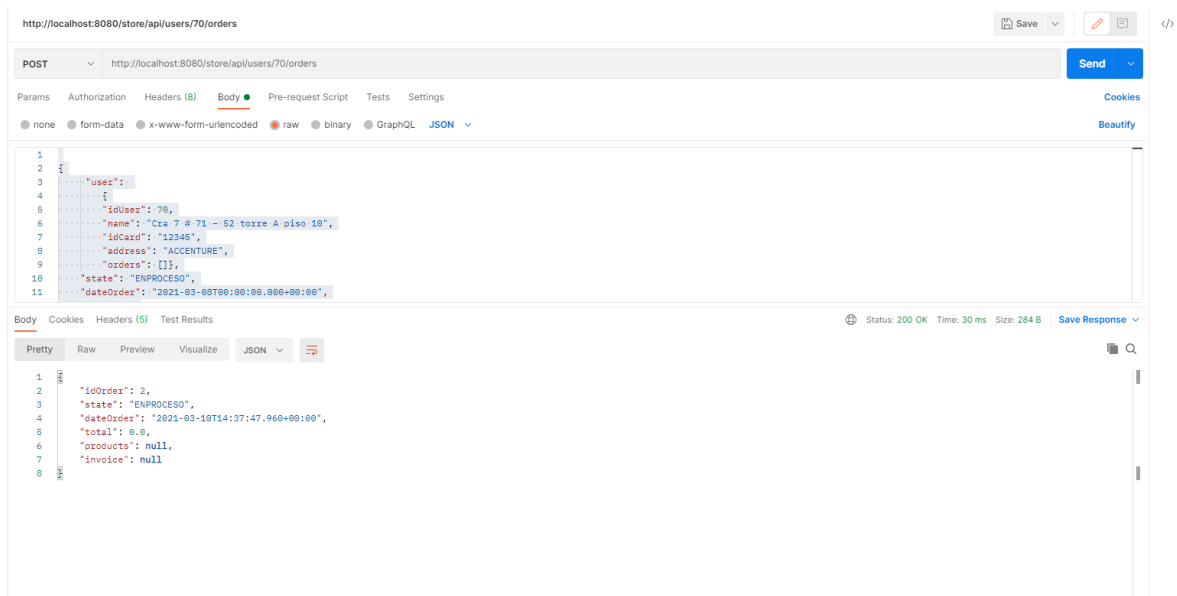 http://localhost:8080/store/api/users/70/orders
Save
</>
POST
http://localhost:8080/store/api/users/70/orders
Send
Params Authorization Headers (8) Body Pre-request Script Tests Settings Cookies
none form-data x-www-form-urlencoded raw binary GraphQL JSON Beautify
1
2 {
3 "user":
4 {
5 "idUser": 70,
6 "name": "Cra 7 # 71 - 52 torre A piso 10",
7 "idCard": "12345",
8 "address": "ACCENTURE",
9 "orders": []},
10 "state": "ENPROCESO",
11 "dateOrder": "2021-03-08T00:00:00.000+00:00",
Body Cookies Headers (5) Test Results Status: 200 OK Time: 30 ms Size: 284 B Save Response
Pretty Raw Preview Visualize JSON
1 {
2 "idOrder": 2,
3 "state": "ENPROCESO",
4 "dateOrder": "2021-03-10T14:37:47.960+00:00",
5 "total": 0.0,
6 "products": null,
7 "invoice": null
8 }